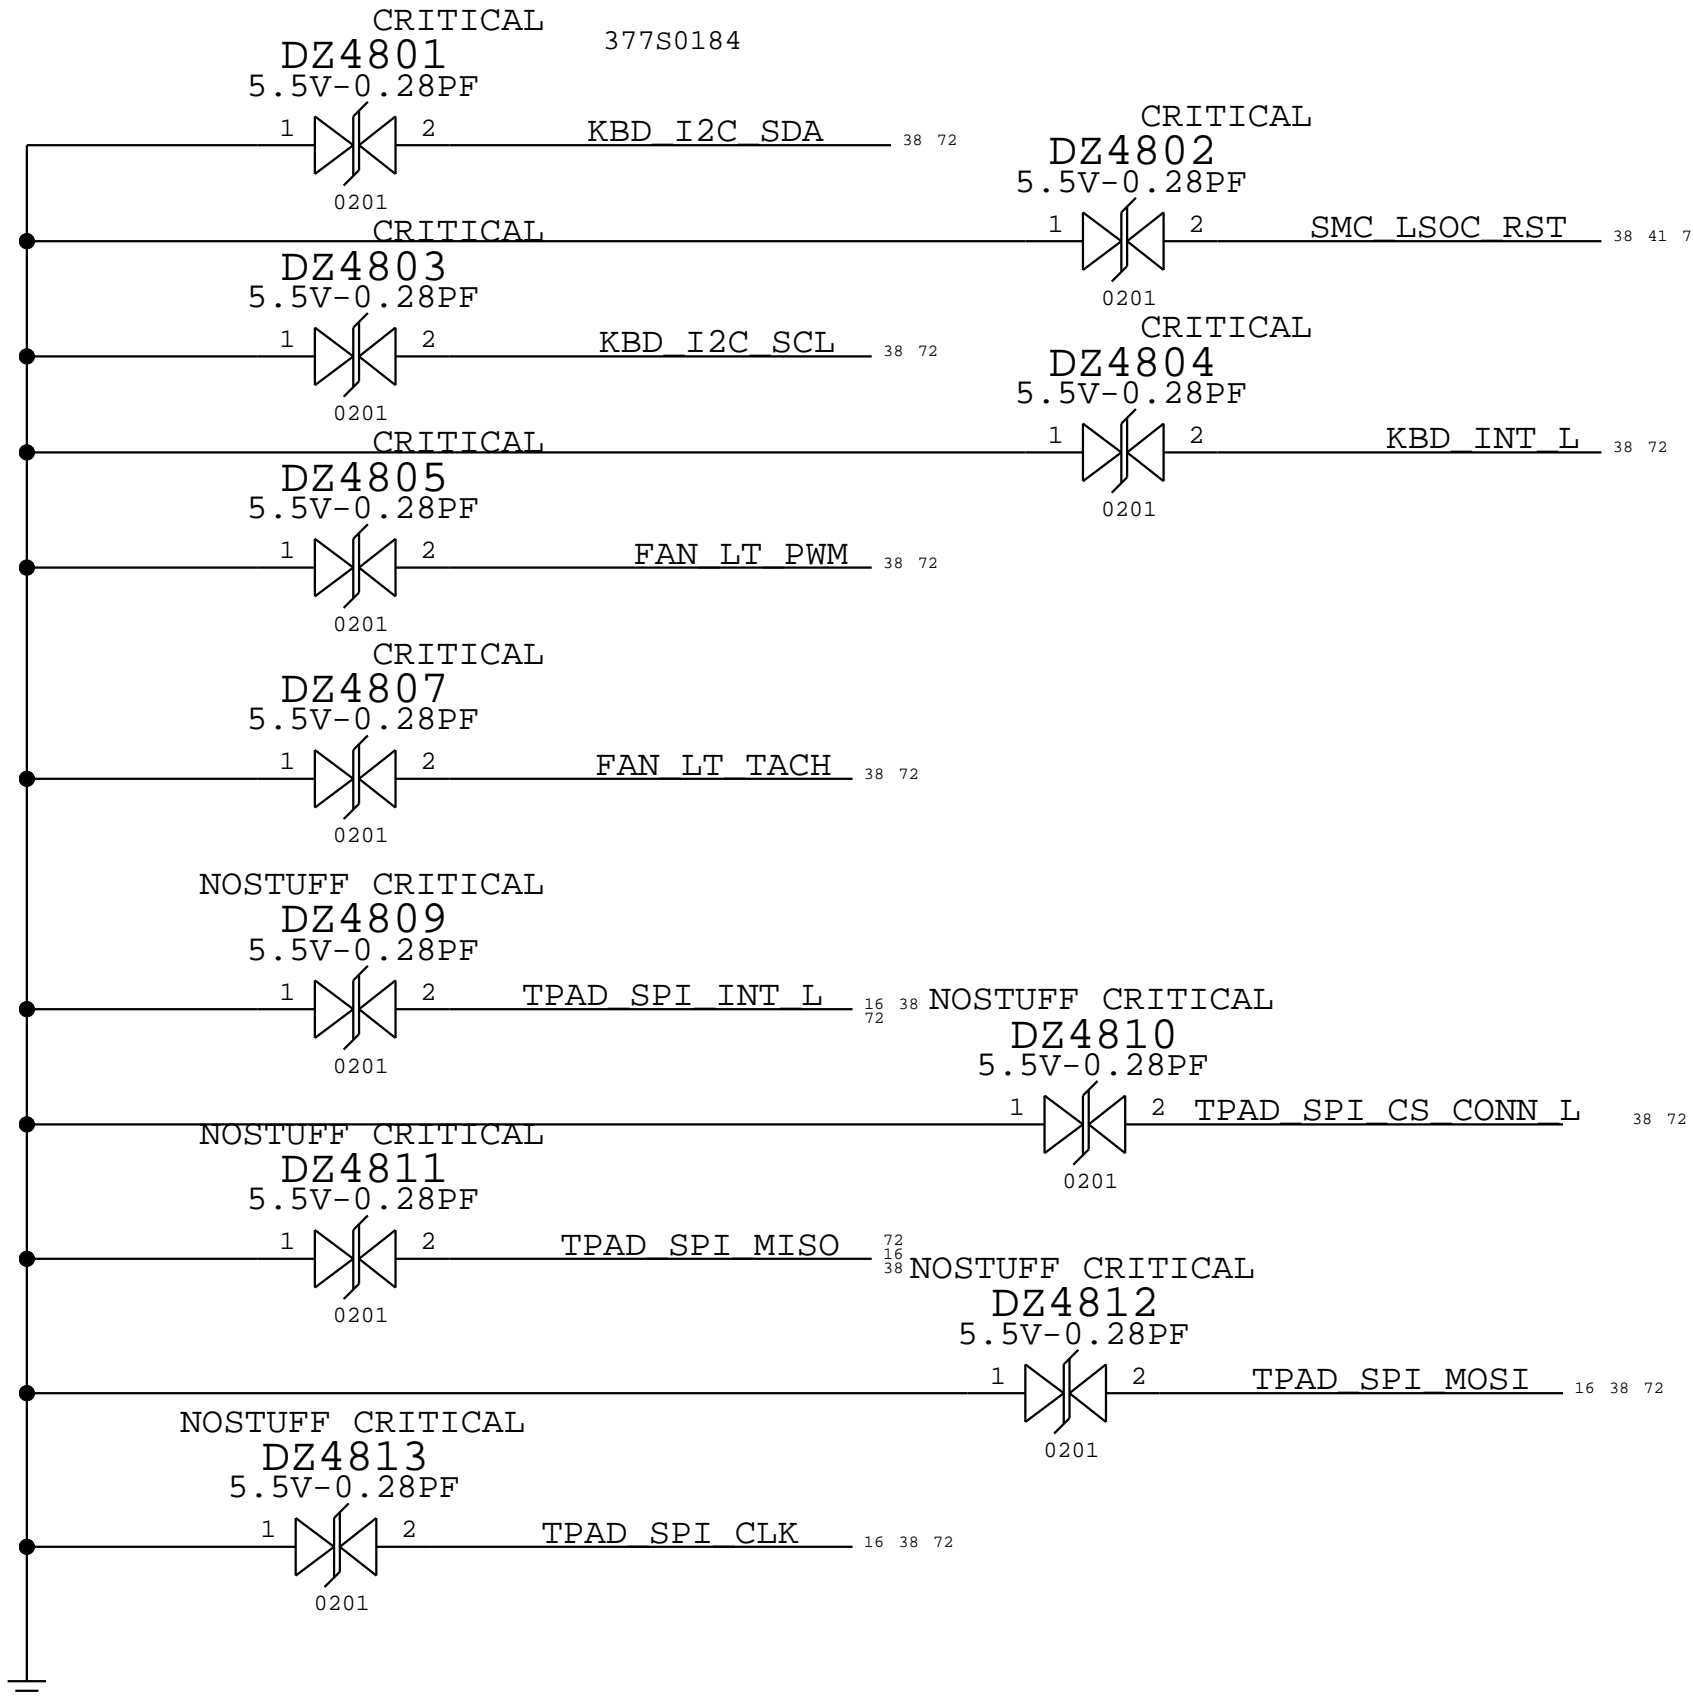 CRITICAL
DZ4801
377S0184
5.5V-0.28PF
1 2 KBD_I2C_SDA 38 72
0201
CRITICAL
DZ4802
5.5V-0.28PF
1 2 SMC_LSOC_RST 38 41 7
0201
CRITICAL
DZ4803
5.5V-0.28PF
1 2 KBD_I2C_SCL 38 72
0201
CRITICAL
DZ4804
5.5V-0.28PF
1 2 KBD_INT_L 38 72
0201
CRITICAL
DZ4805
5.5V-0.28PF
1 2 FAN_LT_PWM 38 72
0201
CRITICAL
DZ4807
5.5V-0.28PF
1 2 FAN_LT_TACH 38 72
0201
NOSTUFF CRITICAL
DZ4809
5.5V-0.28PF
1 2 TPAD_SPI_INT_L 16 38
72
0201
NOSTUFF CRITICAL
DZ4810
5.5V-0.28PF
1 2 TPAD_SPI_CS_CONN_L 38 72
0201
NOSTUFF CRITICAL
DZ4811
5.5V-0.28PF
1 2 TPAD_SPI_MISO 72
16
38
0201
NOSTUFF CRITICAL
DZ4812
5.5V-0.28PF
1 2 TPAD_SPI_MOSI 16 38 72
0201
NOSTUFF CRITICAL
DZ4813
5.5V-0.28PF
1 2 TPAD_SPI_CLK 16 38 72
0201